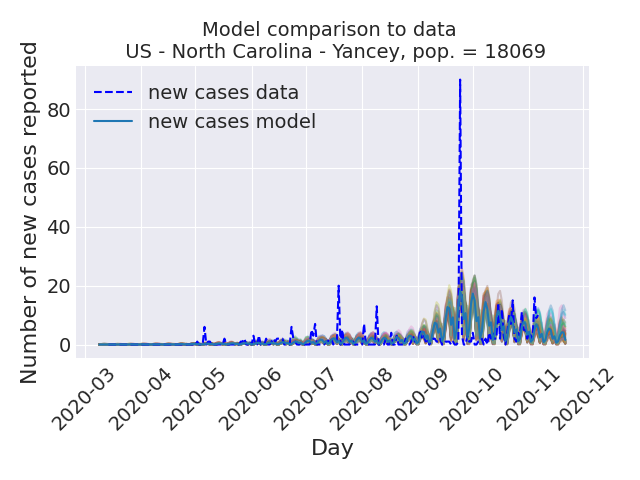 Model comparison to data
US - North Carolina - Yancey, pop. = 18069
Number of new cases reported
new cases data
new cases model
80
60
40
20
0
2020-03
2020-04
2020-05
2020-06
2020-07
2020-08
2020-09
2020-10
2020-11
2020-12
Day